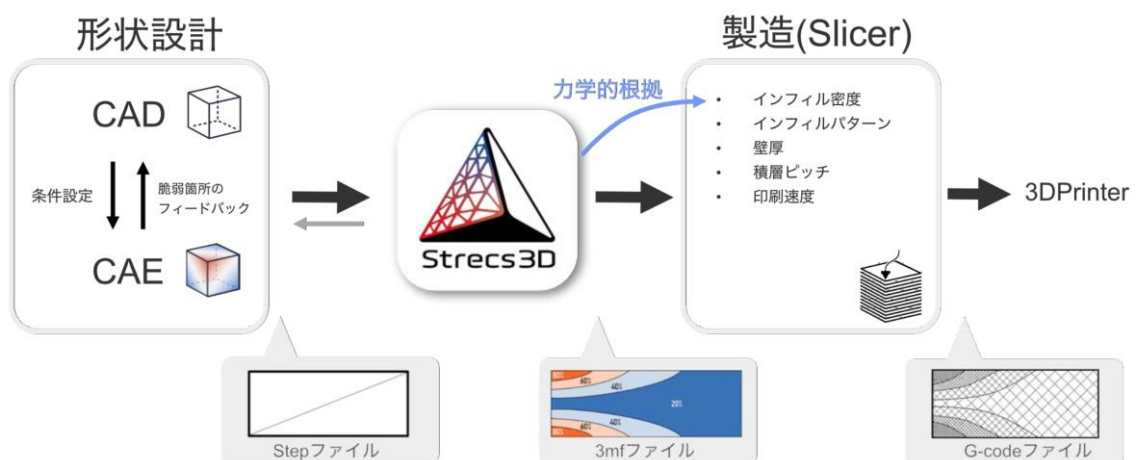 形状設計
CAD
条件設定
脆弱箇所の
フィードバック
CAE
Strecs3D
力学的根拠
製造(Slicer)
• インフィル密度
• インフィルパターン
• 壁厚
• 積層ピッチ
• 印刷速度
3DPrinter
Stepファイル
80%
60%
40%
20%
40%
60%
80%
3mfファイル
G-codeファイル